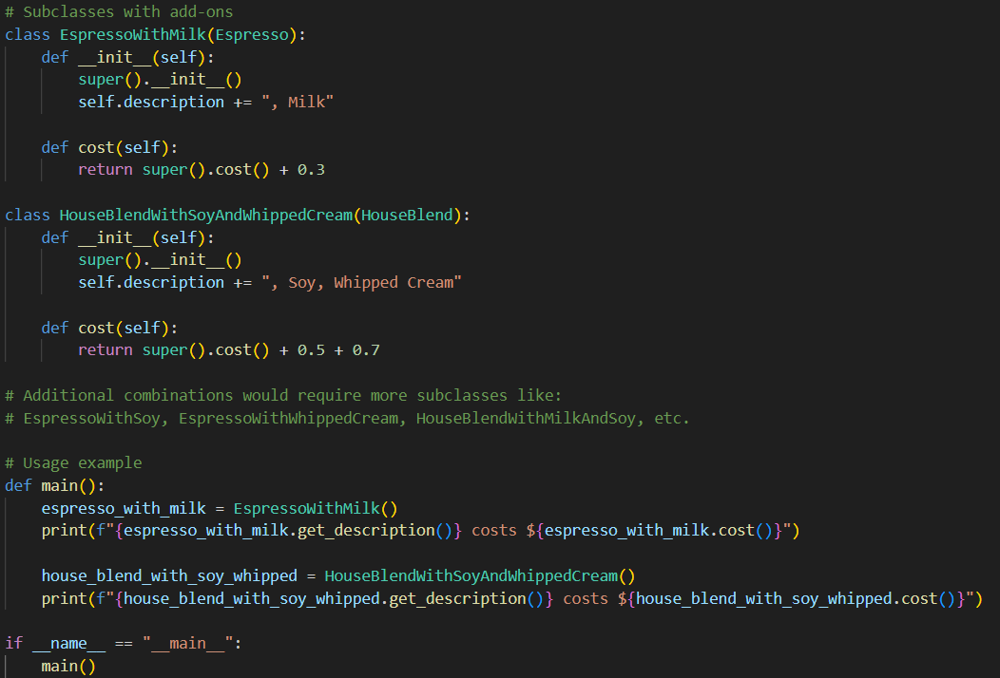 # Subclasses with add-ons
class EspressoWithMilk(Espresso):
    def __init__(self):
        super().__init__()
        self.description += ", Milk"

    def cost(self):
        return super().cost() + 0.3

class HouseBlendWithSoyAndWhippedCream(HouseBlend):
    def __init__(self):
        super().__init__()
        self.description += ", Soy, Whipped Cream"

    def cost(self):
        return super().cost() + 0.5 + 0.7

# Additional combinations would require more subclasses like:
# EspressoWithSoy, EspressoWithWhippedCream, HouseBlendWithMilkAndSoy, etc.

# Usage example
def main():
    espresso_with_milk = EspressoWithMilk()
    print(f"{espresso_with_milk.get_description()} costs ${espresso_with_milk.cost()}")

    house_blend_with_soy_whipped = HouseBlendWithSoyAndWhippedCream()
    print(f"{house_blend_with_soy_whipped.get_description()} costs ${house_blend_with_soy_whipped.cost()}")

if __name__ == "__main__":
    main()